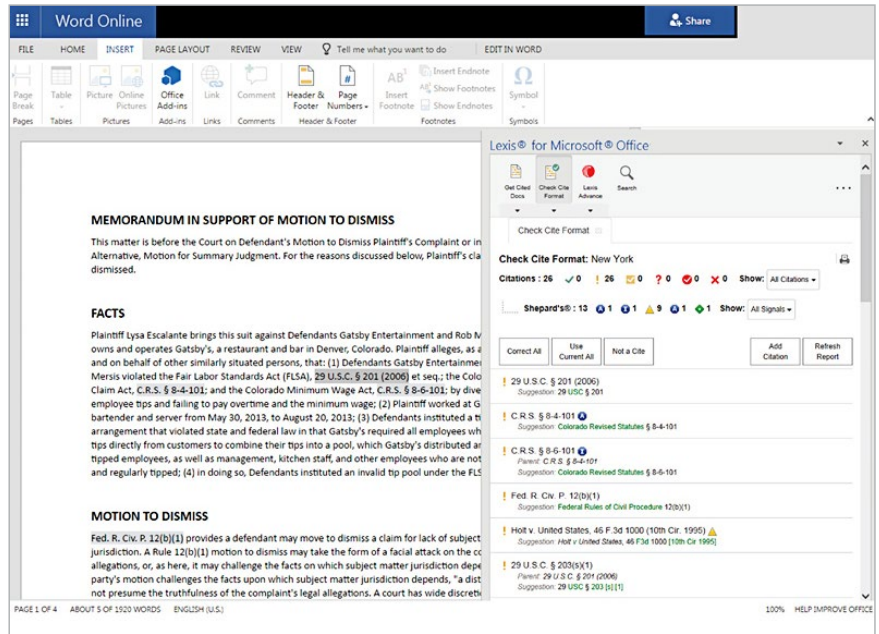 Word Online
Share
FILE HOME INSERT PAGE LAYOUT REVIEW VIEW Tell me what you want to do EDIT IN WORD
Page Break
Table
Picture
Online Pictures
Office Add-ins
Link
Comment
Header & Footer
Page Numbers
AB¹ Insert Footnote
Insert Endnote
Show Footnotes
Show Endnotes
Symbol
Pages Tables Pictures Add-ins Links Comments Header & Footer Footnotes Symbols
MEMORANDUM IN SUPPORT OF MOTION TO DISMISS
This matter is before the Court on Defendant's Motion to Dismiss Plaintiff's Complaint or in
Alternative, Motion for Summary Judgment. For the reasons discussed below, Plaintiff's cla
dismissed.
FACTS
Plaintiff Lysa Escalante brings this suit against Defendants Gatsby Entertainment and Rob M
owns and operates Gatsby's, a restaurant and bar in Denver, Colorado. Plaintiff alleges, as a
and on behalf of other similarly situated persons, that: (1) Defendants Gatsby Entertainme
Mersis violated the Fair Labor Standards Act (FLSA), 29 U.S.C. § 201 (2006) et seq.; the Colo
Claim Act, C.R.S. § 8-4-101; and the Colorado Minimum Wage Act, C.R.S. § 8-6-101; by dive
employee tips and failing to pay overtime and the minimum wage; (2) Plaintiff worked at G
bartender and server from May 30, 2013, to August 20, 2013; (3) Defendants instituted a ti
arrangement that violated state and federal law in that Gatsby's required all employees wh
tips directly from customers to combine their tips into a pool, which Gatsby's distributed ar
tipped employees, as well as management, kitchen staff, and other employees who are not
and regularly tipped; (4) in doing so, Defendants instituted an invalid tip pool under the FLS
MOTION TO DISMISS
Fed. R. Civ. P. 12(b)(1) provides a defendant may move to dismiss a claim for lack of subject
jurisdiction. A Rule 12(b)(1) motion to dismiss may take the form of a facial attack on the co
allegations, or, as here, it may challenge the facts on which subject matter jurisdiction depe
party's motion challenges the facts upon which subject matter jurisdiction depends, "a dist
not presume the truthfulness of the complaint's legal allegations. A court has wide discreti
Lexis® for Microsoft® Office
Get Cited Docs
Check Cite Format
Lexis Advance
Search
Check Cite Format
Check Cite Format: New York
Citations : 26 0 26 0 0 0 0 Show: All Citations
Shepard's® : 13 1 1 9 1 1 Show: All Signals
Correct All
Use Current All
Not a Cite
Add Citation
Refresh Report
! 29 U.S.C. § 201 (2006)
Suggestion: 29 USC § 201
! C.R.S. § 8-4-101 A
Suggestion: Colorado Revised Statutes § 8-4-101
! C.R.S. § 8-6-101
Parent: C.R.S. § 8-4-101
Suggestion: Colorado Revised Statutes § 8-6-101
! Fed. R. Civ. P. 12(b)(1)
Suggestion: Federal Rules of Civil Procedure 12(b)(1)
! Holt v. United States, 46 F.3d 1000 (10th Cir. 1995)
Suggestion: Holt v United States, 46 F3d 1000 [10th Cir 1995]
! 29 U.S.C. § 203(s)(1)
Parent: 29 U.S.C. § 201 (2006)
Suggestion: 29 USC § 203 [s] [1]
PAGE 1 OF 4 ABOUT 5 OF 1920 WORDS ENGLISH (U.S.) 100% HELP IMPROVE OFFICE